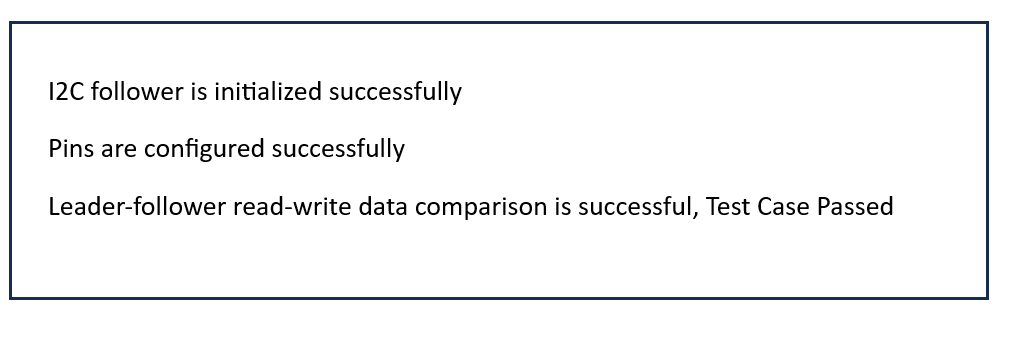 I2C follower is initialized successfully
Pins are configured successfully
Leader-follower read-write data comparison is successful, Test Case Passed